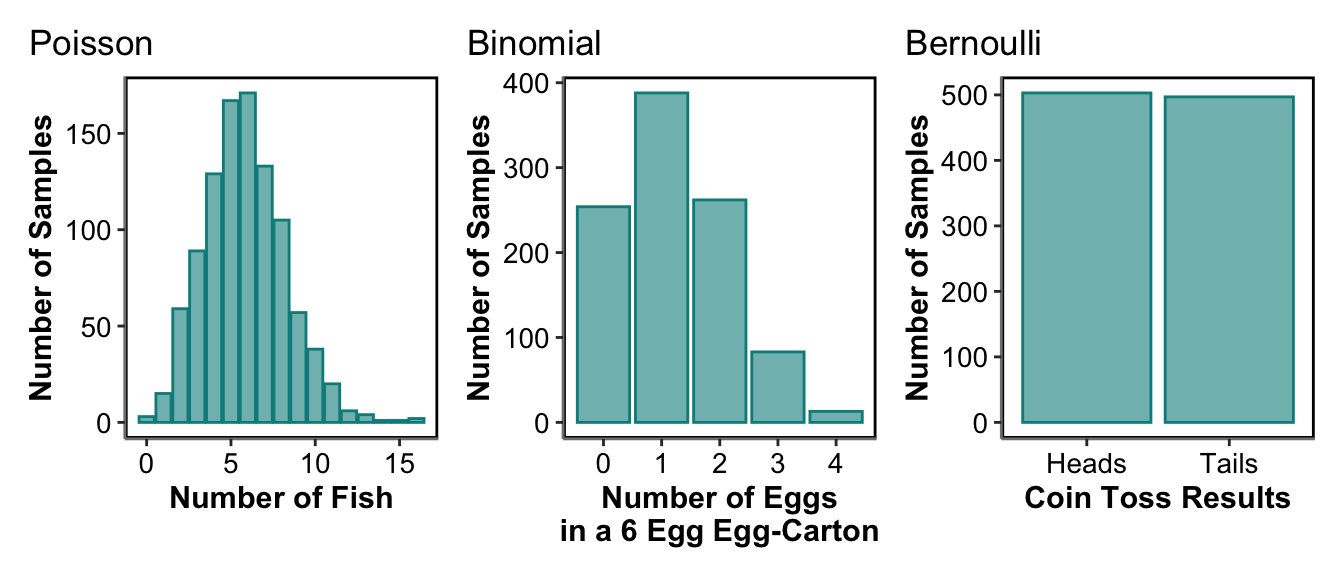 Poisson
Number of Samples
150
100
50
0
0 5 10 15
Number of Fish
Binomial
Number of Samples
400
300
200
100
0
0 1 2 3 4
Number of Eggs
in a 6 Egg Egg-Carton
Bernoulli
Number of Samples
500
400
300
200
100
0
Heads Tails
Coin Toss Results